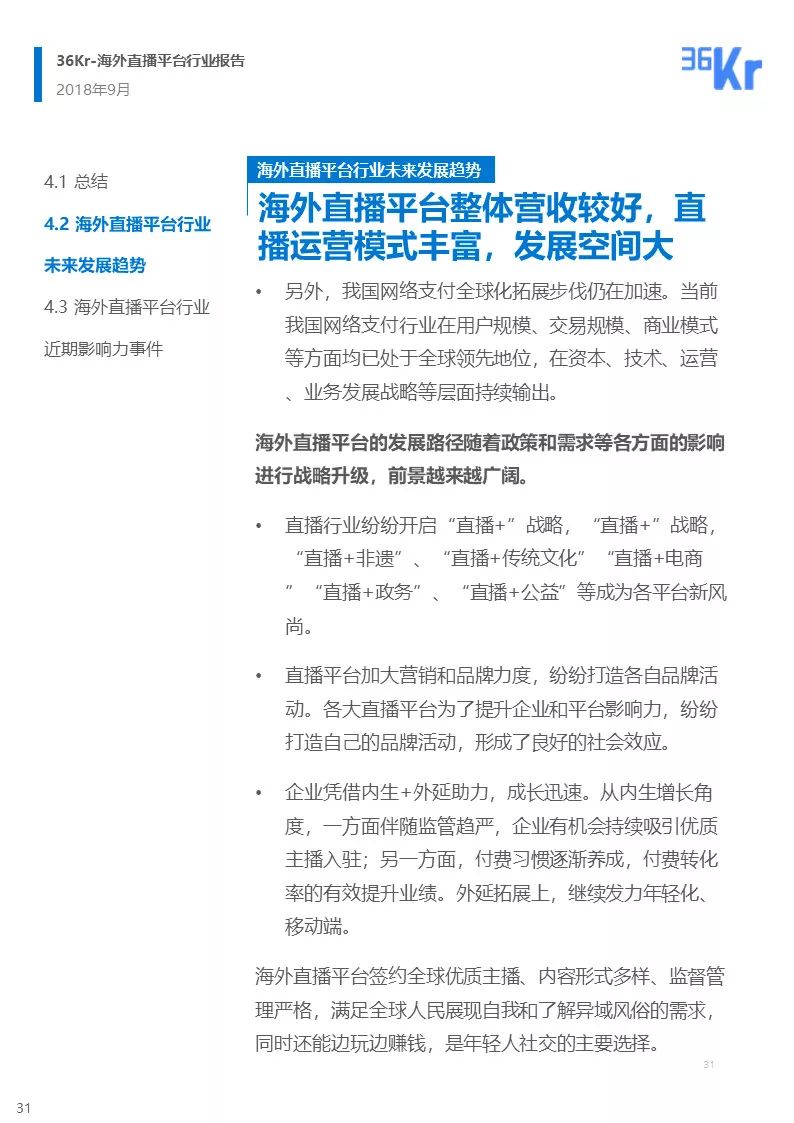 36Kr-海外直播平台行业报告
2018年9月
36Kr
4.1 总结
4.2 海外直播平台行业
未来发展趋势
4.3 海外直播平台行业
近期影响力事件
海外直播平台行业未来发展趋势
海外直播平台整体营收较好，直
播运营模式丰富，发展空间大
• 另外，我国网络支付全球化拓展步伐仍在加速。当前
我国网络支付行业在用户规模、交易规模、商业模式
等方面均已处于全球领先地位，在资本、技术、运营
、业务发展战略等层面持续输出。
海外直播平台的发展路径随着政策和需求等各方面的影响
进行战略升级，前景越来越广阔。
• 直播行业纷纷开启“直播+”战略，“直播+”战略，
“直播+非遗”、“直播+传统文化”“直播+电商
”“直播+政务”、“直播+公益”等成为各平台新风
尚。
• 直播平台加大营销和品牌力度，纷纷打造各自品牌活
动。各大直播平台为了提升企业和平台影响力，纷纷
打造自己的品牌活动，形成了良好的社会效应。
• 企业凭借内生+外延助力，成长迅速。从内生增长角
度，一方面伴随监管趋严，企业有机会持续吸引优质
主播入驻；另一方面，付费习惯逐渐养成，付费转化
率的有效提升业绩。外延拓展上，继续发力年轻化、
移动端。
海外直播平台签约全球优质主播、内容形式多样、监督管
理严格，满足全球人民展现自我和了解异域风俗的需求，
同时还能边玩边赚钱，是年轻人社交的主要选择。
31
31